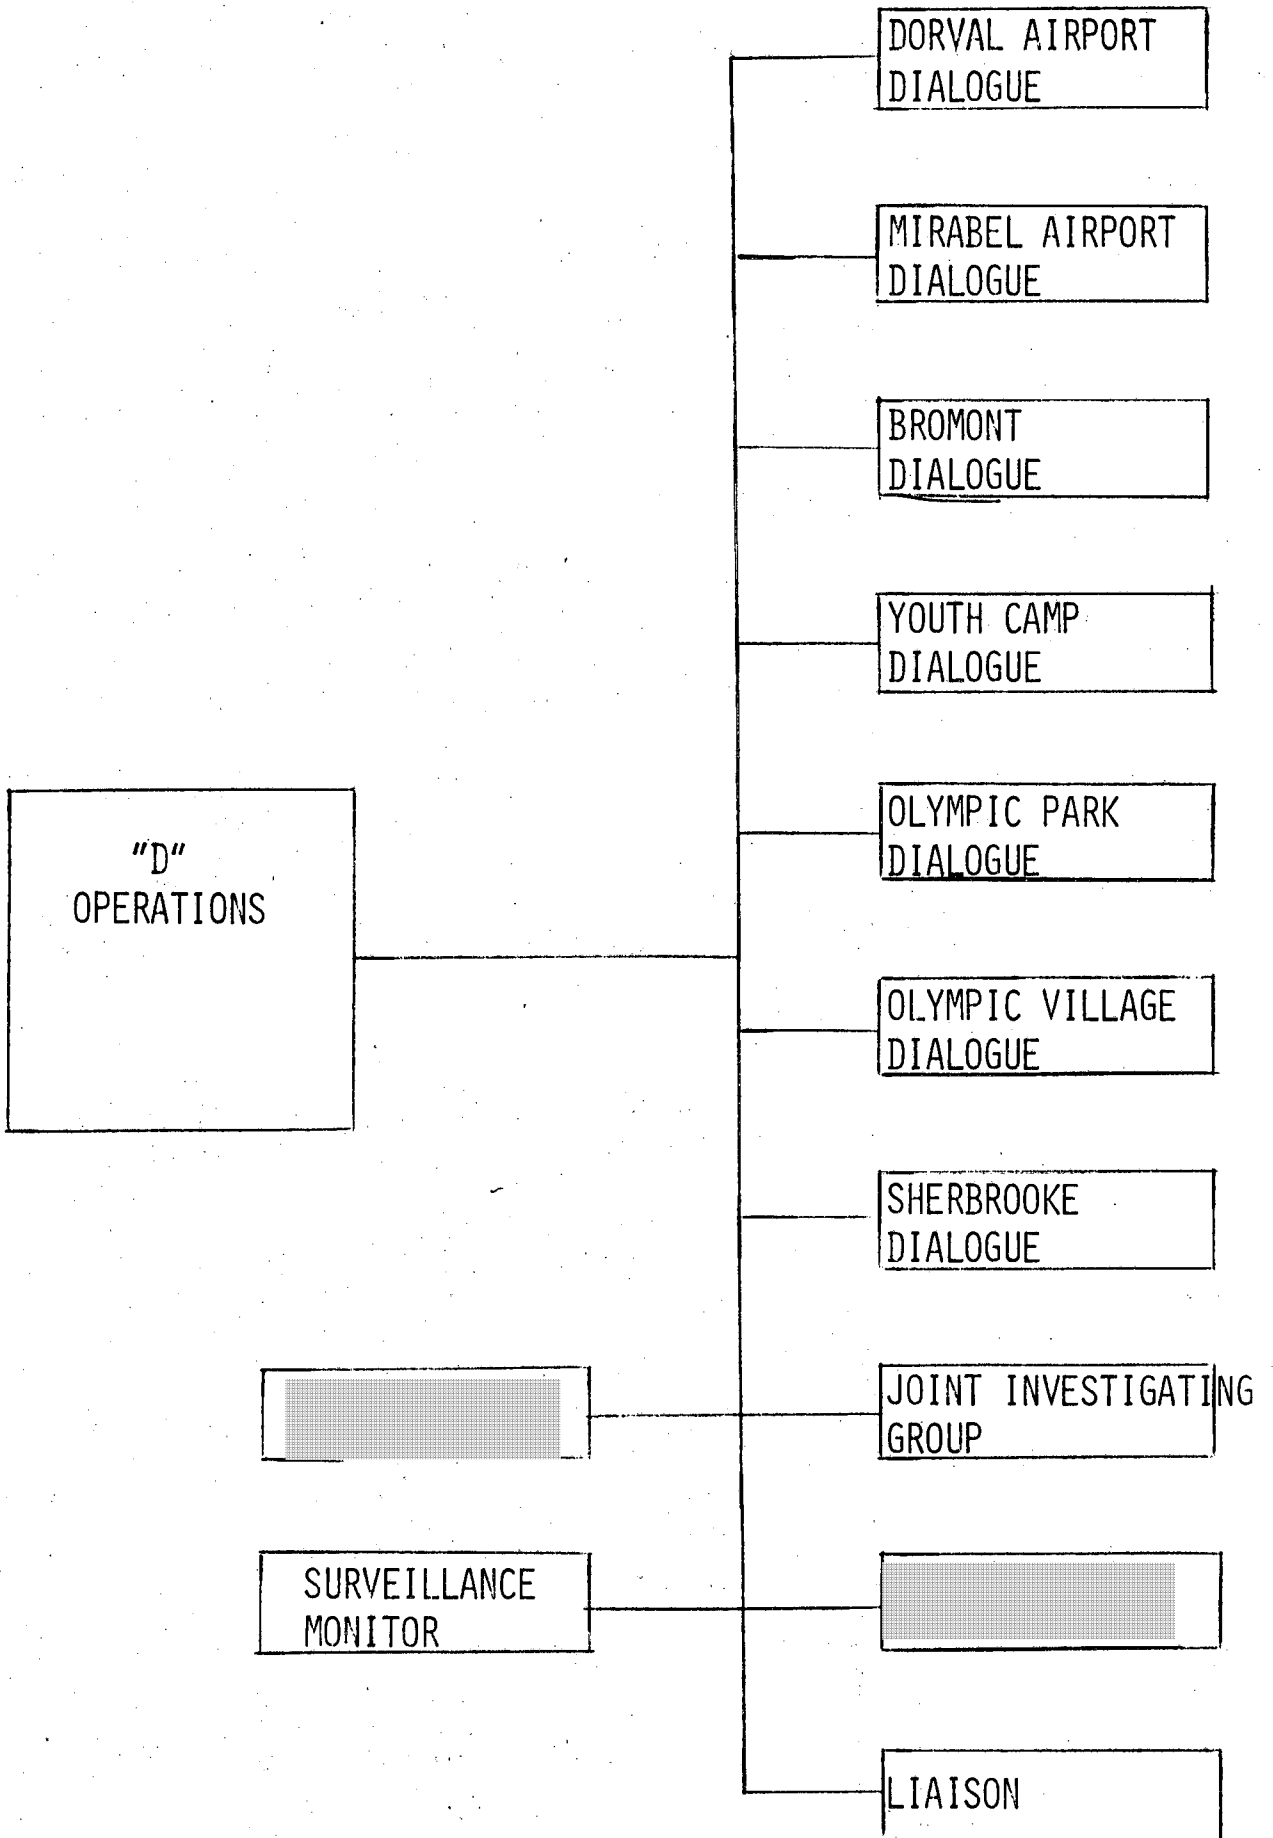 DORVAL AIRPORT
DIALOGUE
MIRABEL AIRPORT
DIALOGUE
BROMONT
DIALOGUE
YOUTH CAMP
DIALOGUE
"D"
OPERATIONS
OLYMPIC PARK
DIALOGUE
OLYMPIC VILLAGE
DIALOGUE
SHERBROOKE
DIALOGUE
JOINT INVESTIGATING
GROUP
SURVEILLANCE
MONITOR
LIAISON